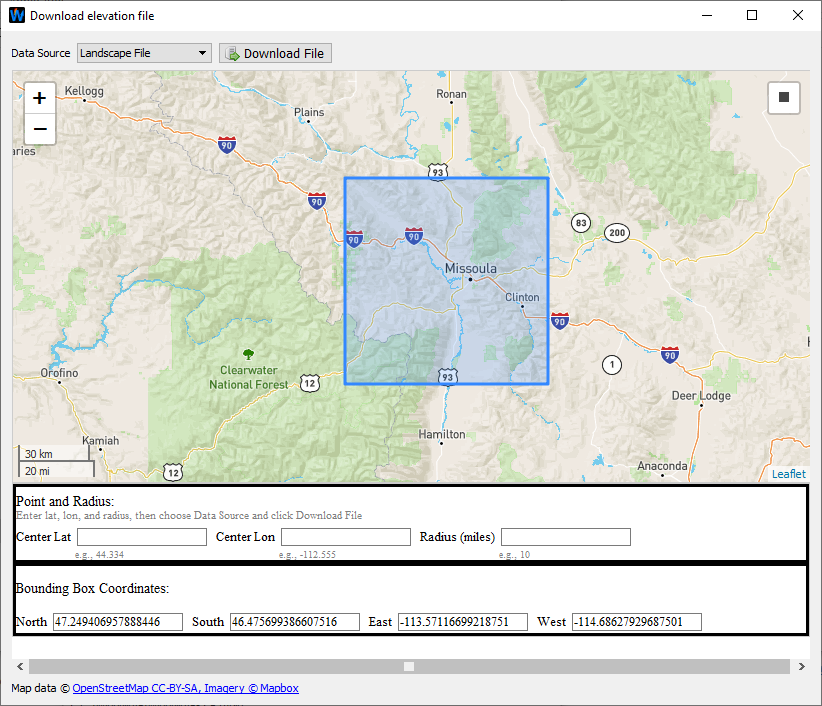 Download elevation file
Data Source Landscape File Download File
+
−
Kellogg
Ronan
Plains
90
aries
93
90
83
200
90
90
Missoula
Clinton
90
90
1
Clearwater
National Forest
Orofino
12
93
Deer Lodge
Hamilton
Kamiah
30 km
20 mi
12
Anaconda
Leaflet
Point and Radius:
Enter lat, lon, and radius, then choose Data Source and click Download File
Center Lat Center Lon Radius (miles)
e.g., 44.334 e.g., -112.555 e.g., 10
Bounding Box Coordinates:
North 47.249406957888446 South 46.475699386607516 East -113.57116699218751 West -114.68627929687501
Map data © OpenStreetMap CC-BY-SA, Imagery © Mapbox